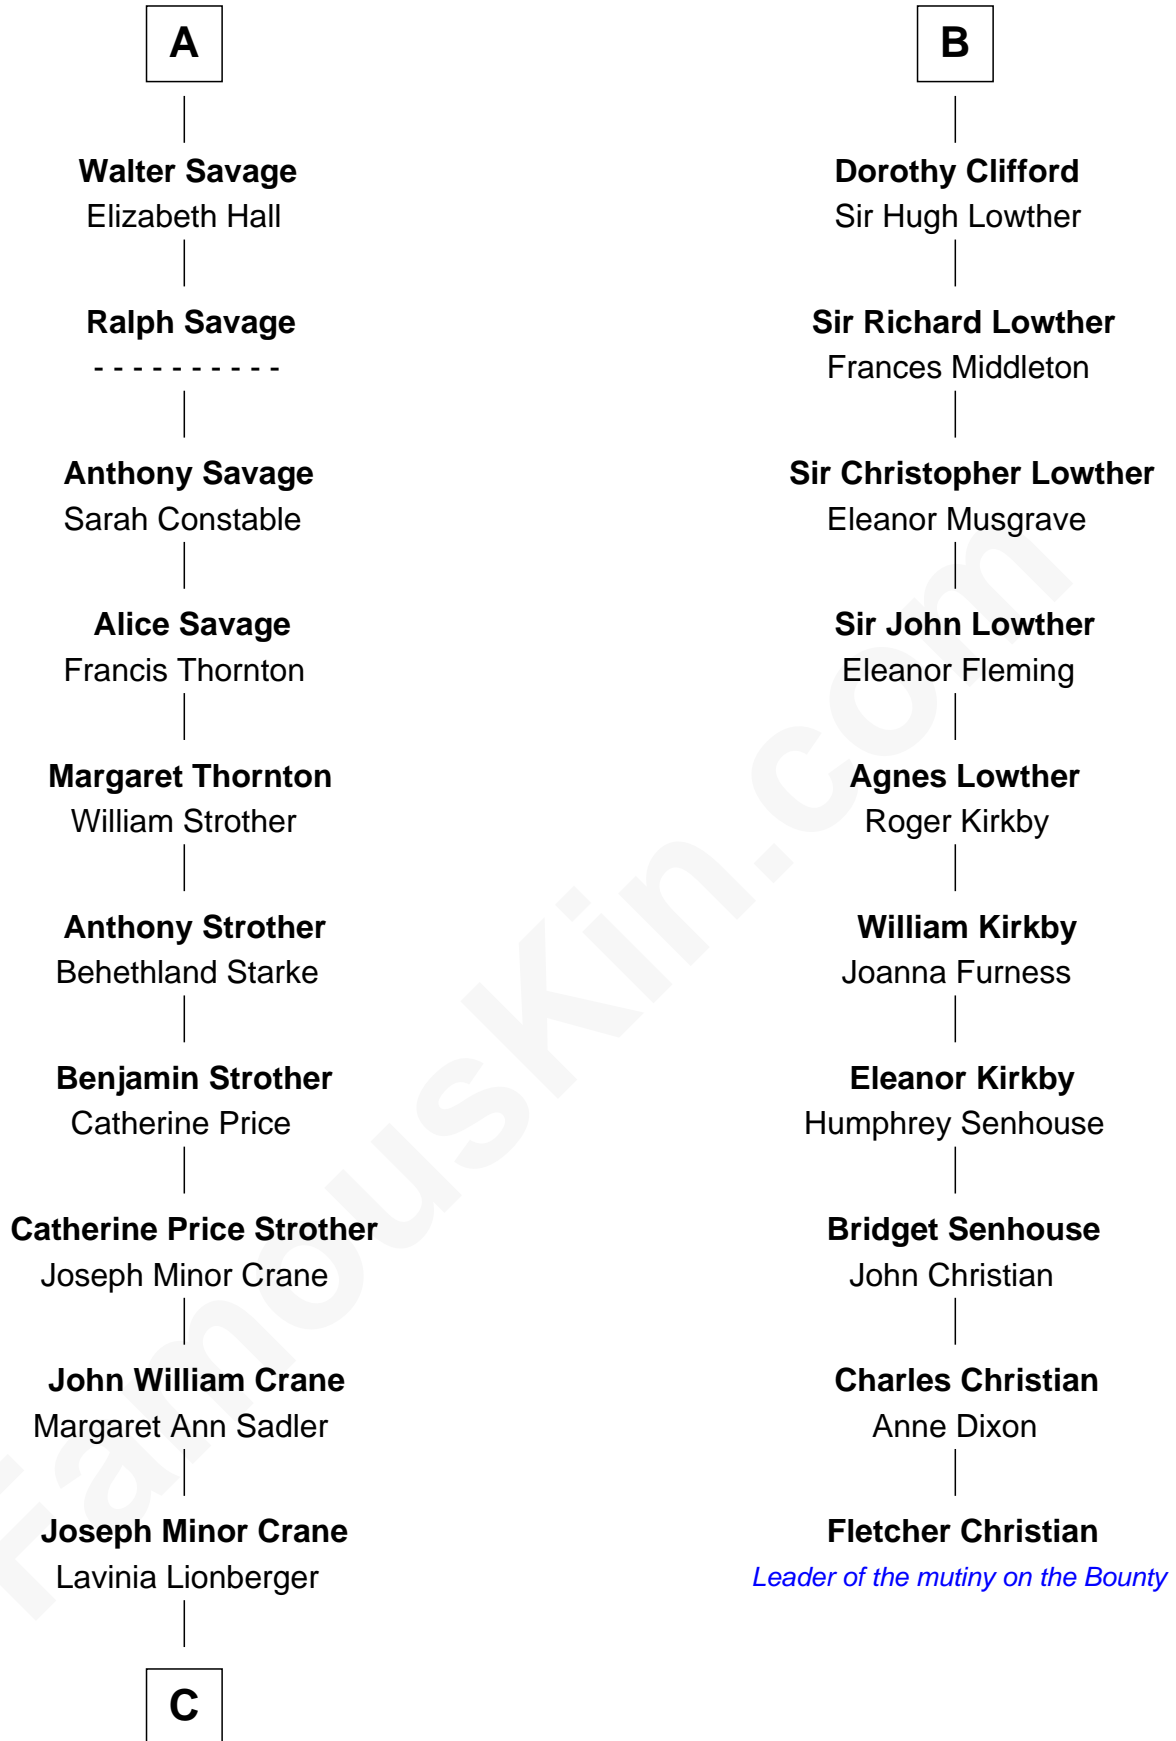 A
Walter Savage
Elizabeth Hall
Ralph Savage
- - - - - - - - - -
Anthony Savage
Sarah Constable
Alice Savage
Francis Thornton
Margaret Thornton
William Strother
Anthony Strother
Behethland Starke
Benjamin Strother
Catherine Price
Catherine Price Strother
Joseph Minor Crane
John William Crane
Margaret Ann Sadler
Joseph Minor Crane
Lavinia Lionberger
C
B
Dorothy Clifford
Sir Hugh Lowther
Sir Richard Lowther
Frances Middleton
Sir Christopher Lowther
Eleanor Musgrave
Sir John Lowther
Eleanor Fleming
Agnes Lowther
Roger Kirkby
William Kirkby
Joanna Furness
Eleanor Kirkby
Humphrey Senhouse
Bridget Senhouse
John Christian
Charles Christian
Anne Dixon
Fletcher Christian
Leader of the mutiny on the Bounty
FamousKin.com